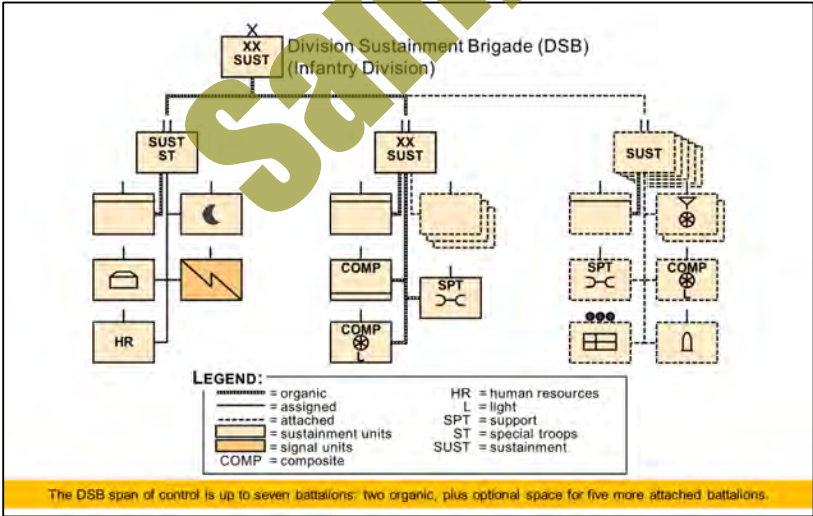 Sam
X
XX
SUST
Division Sustainment Brigade (DSB)
(Infantry Division)
SUST
ST
XX
SUST
SUST
COMP
SPT
SPT
COMP
L
HR
COMP
L
LEGEND:
= organic
= assigned
= attached
= sustainment units
= signal units
COMP = composite
HR = human resources
L = light
SPT = support
ST = special troops
SUST = sustainment
The DSB span of control is up to seven battalions: two organic, plus optional space for five more attached battalions.